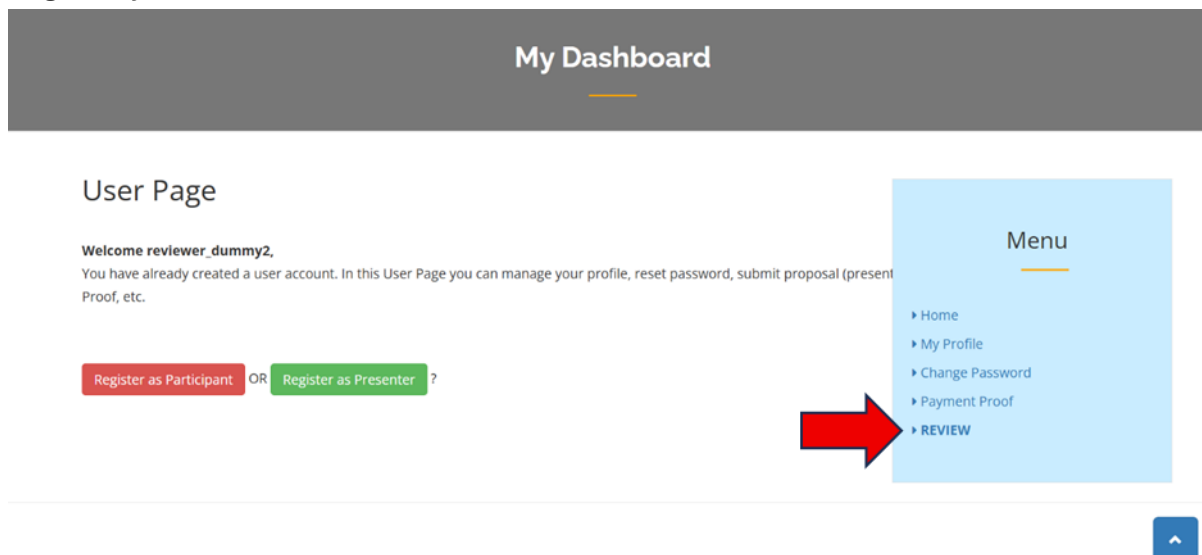 My Dashboard
User Page
Welcome reviewer_dummy2,
You have already created a user account. In this User Page you can manage your profile, reset password, submit proposal (present
Proof, etc.
Register as Participant OR Register as Presenter ?
Menu
Home
My Profile
Change Password
Payment Proof
REVIEW